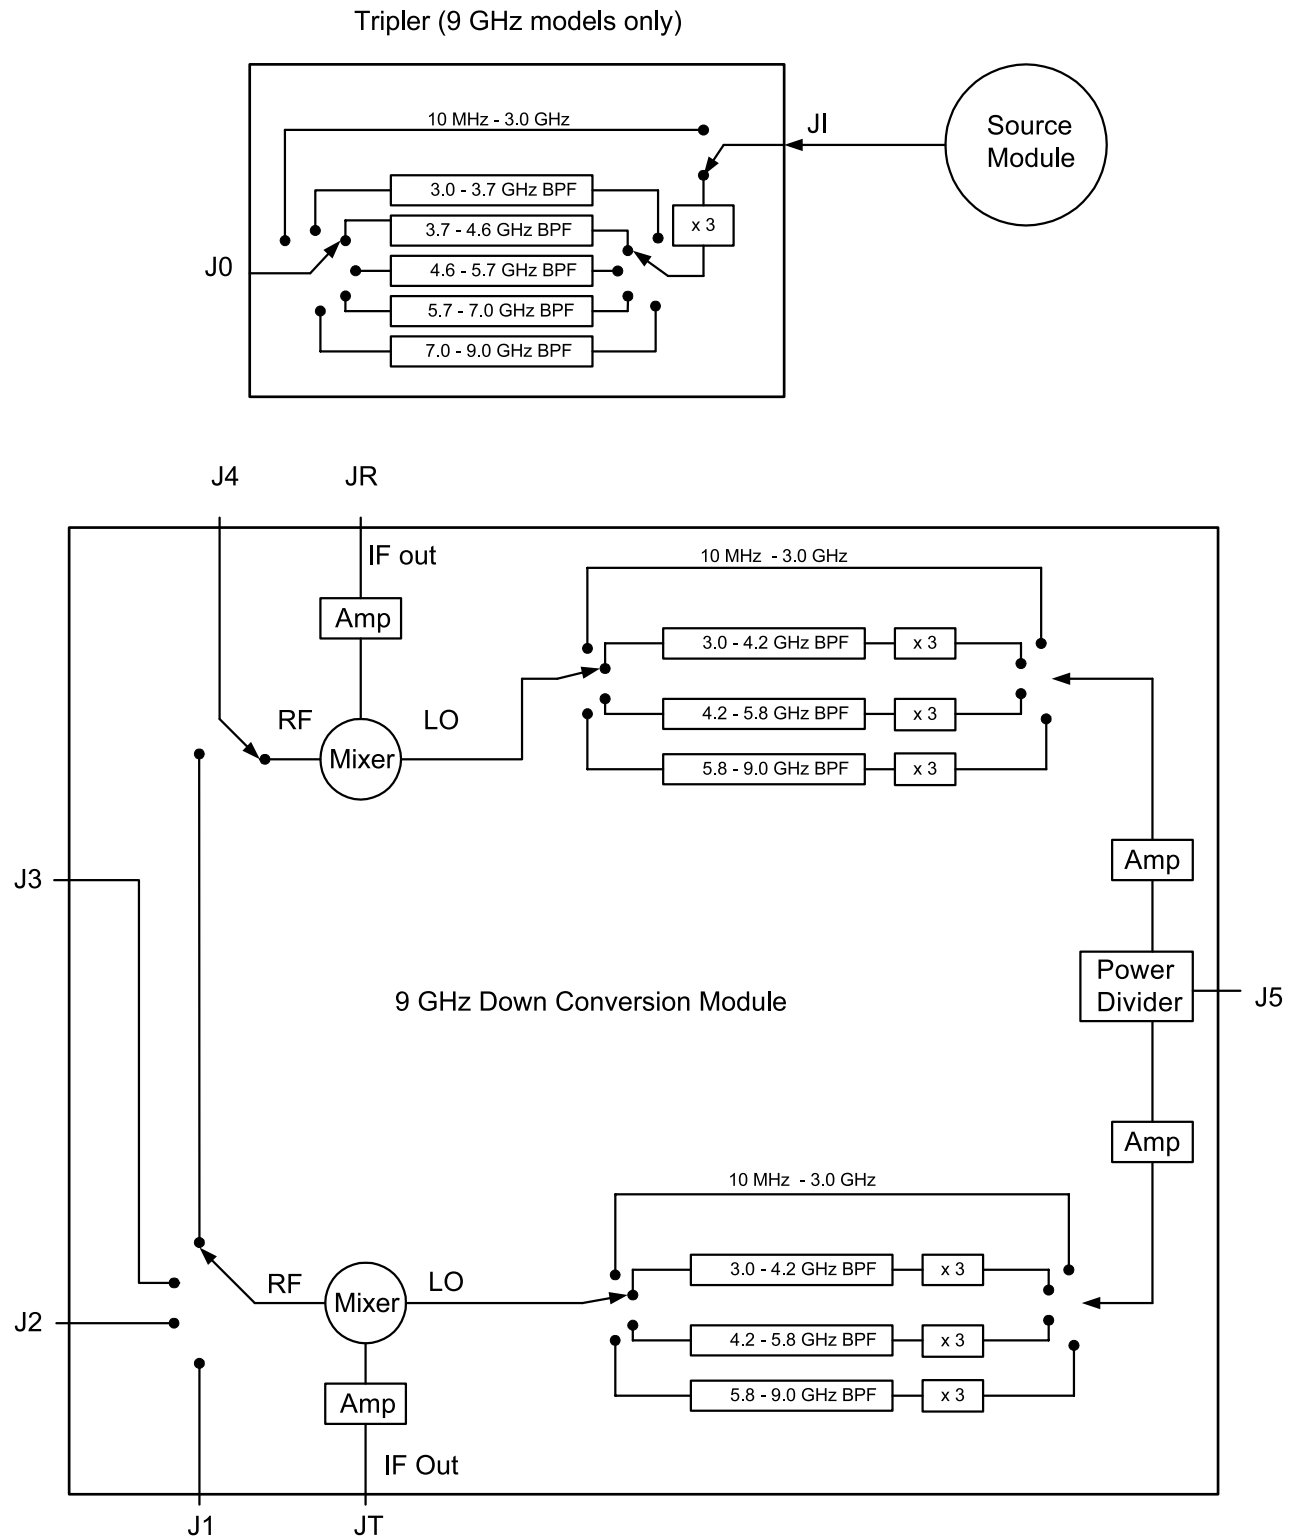 Tripler (9 GHz models only)
10 MHz - 3.0 GHz
JI
Source
Module
3.0 - 3.7 GHz BPF
3.7 - 4.6 GHz BPF
x 3
J0
4.6 - 5.7 GHz BPF
5.7 - 7.0 GHz BPF
7.0 - 9.0 GHz BPF
J4
JR
IF out
10 MHz - 3.0 GHz
Amp
3.0 - 4.2 GHz BPF
x 3
RF
LO
4.2 - 5.8 GHz BPF
x 3
Mixer
5.8 - 9.0 GHz BPF
x 3
Amp
J3
Power
Divider
J5
9 GHz Down Conversion Module
Amp
10 MHz - 3.0 GHz
3.0 - 4.2 GHz BPF
x 3
RF
LO
Mixer
J2
4.2 - 5.8 GHz BPF
x 3
5.8 - 9.0 GHz BPF
x 3
Amp
IF Out
J1
JT